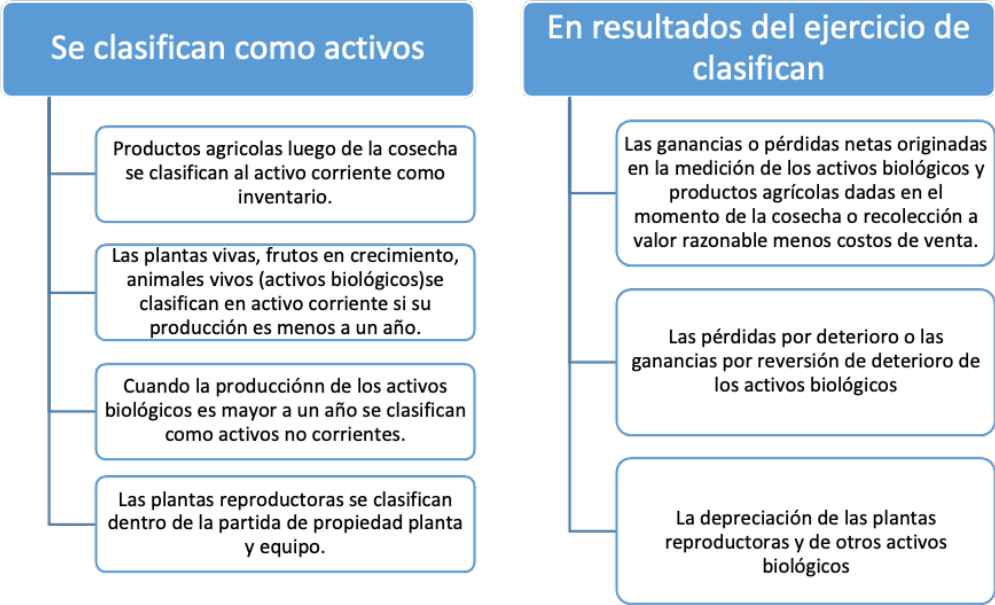 Se clasifican como activos
Productos agricolas luego de la cosecha
se clasifican al activo corriente como
inventario.
Las plantas vivas, frutos en crecimiento,
animales vivos (activos biológicos)se
clasifican en activo corriente si su
producción es menos a un año.
Cuando la producciónn de los activos
biológicos es mayor a un año se clasifican
como activos no corrientes.
Las plantas reproductoras se clasifican
dentro de la partida de propiedad planta
y equipo.
En resultados del ejercicio de
clasifican
Las ganancias o pérdidas netas originadas
en la medición de los activos biológicos y
productos agrícolas dadas en el
momento de la cosecha o recolección a
valor razonable menos costos de venta.
Las pérdidas por deterioro o las
ganancias por reversión de deterioro de
los activos biológicos
La depreciación de las plantas
reproductoras y de otros activos
biológicos